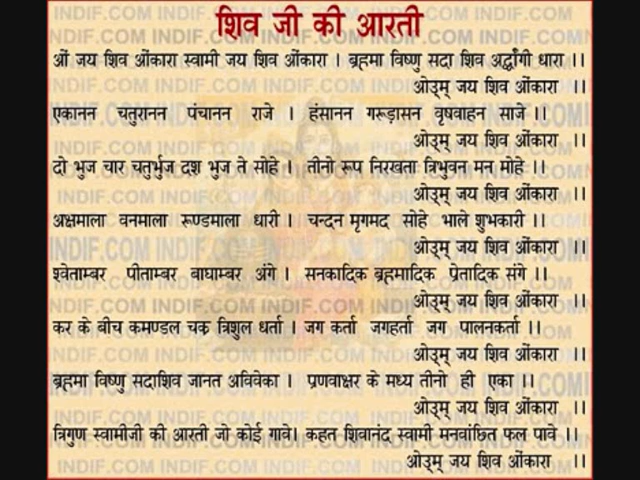 शिव जी की आरती
ओं जय शिव ओंकारा स्वामी जय शिव ओंकारा । ब्रहमा विष्णु सदा शिव अर्द्धांगी धारा ।।
ओउम् जय शिव ओंकारा ।।
एकानन चतुरानन पंचानन राजे । हंसानन गरूड़ासन वृषवाहन साजे ।।
ओउम् जय शिव ओंकारा ।।
दो भुज चार चतुर्भुज दश भुज ते सोहे । तीनो रूप निरखता त्रिभुवन मन मोहे ।।
ओउम् जय शिव ओंकारा ।।
अक्षमाला वनमाला रूण्डमाला धारी । चन्दन मृगमद सोहे भाले शुभकारी ।।
ओउम् जय शिव ओंकारा ।।
श्वेताम्बर पीताम्बर बाघाम्बर अंगे । सनकादिक ब्रहमादिक प्रेतादिक संगे ।।
ओउम् जय शिव ओंकारा ।।
कर के बीच कमण्डल चक्र त्रिशुल धर्ता । जग कर्ता जगहर्ता जग पालनकर्ता ।।
ओउम् जय शिव ओंकारा ।।
ब्रहमा विष्णु सदाशिव जानत अविवेका । प्रणवाक्षर के मध्य तीनो ही एका ।।
ओउम् जय शिव ओंकारा ।।
त्रिगुण स्वामीजी की आरती जो कोई गावे। कहत शिवानंद स्वामी मनवांछित फल पावे ।।
ओउम् जय शिव ओंकारा ।।